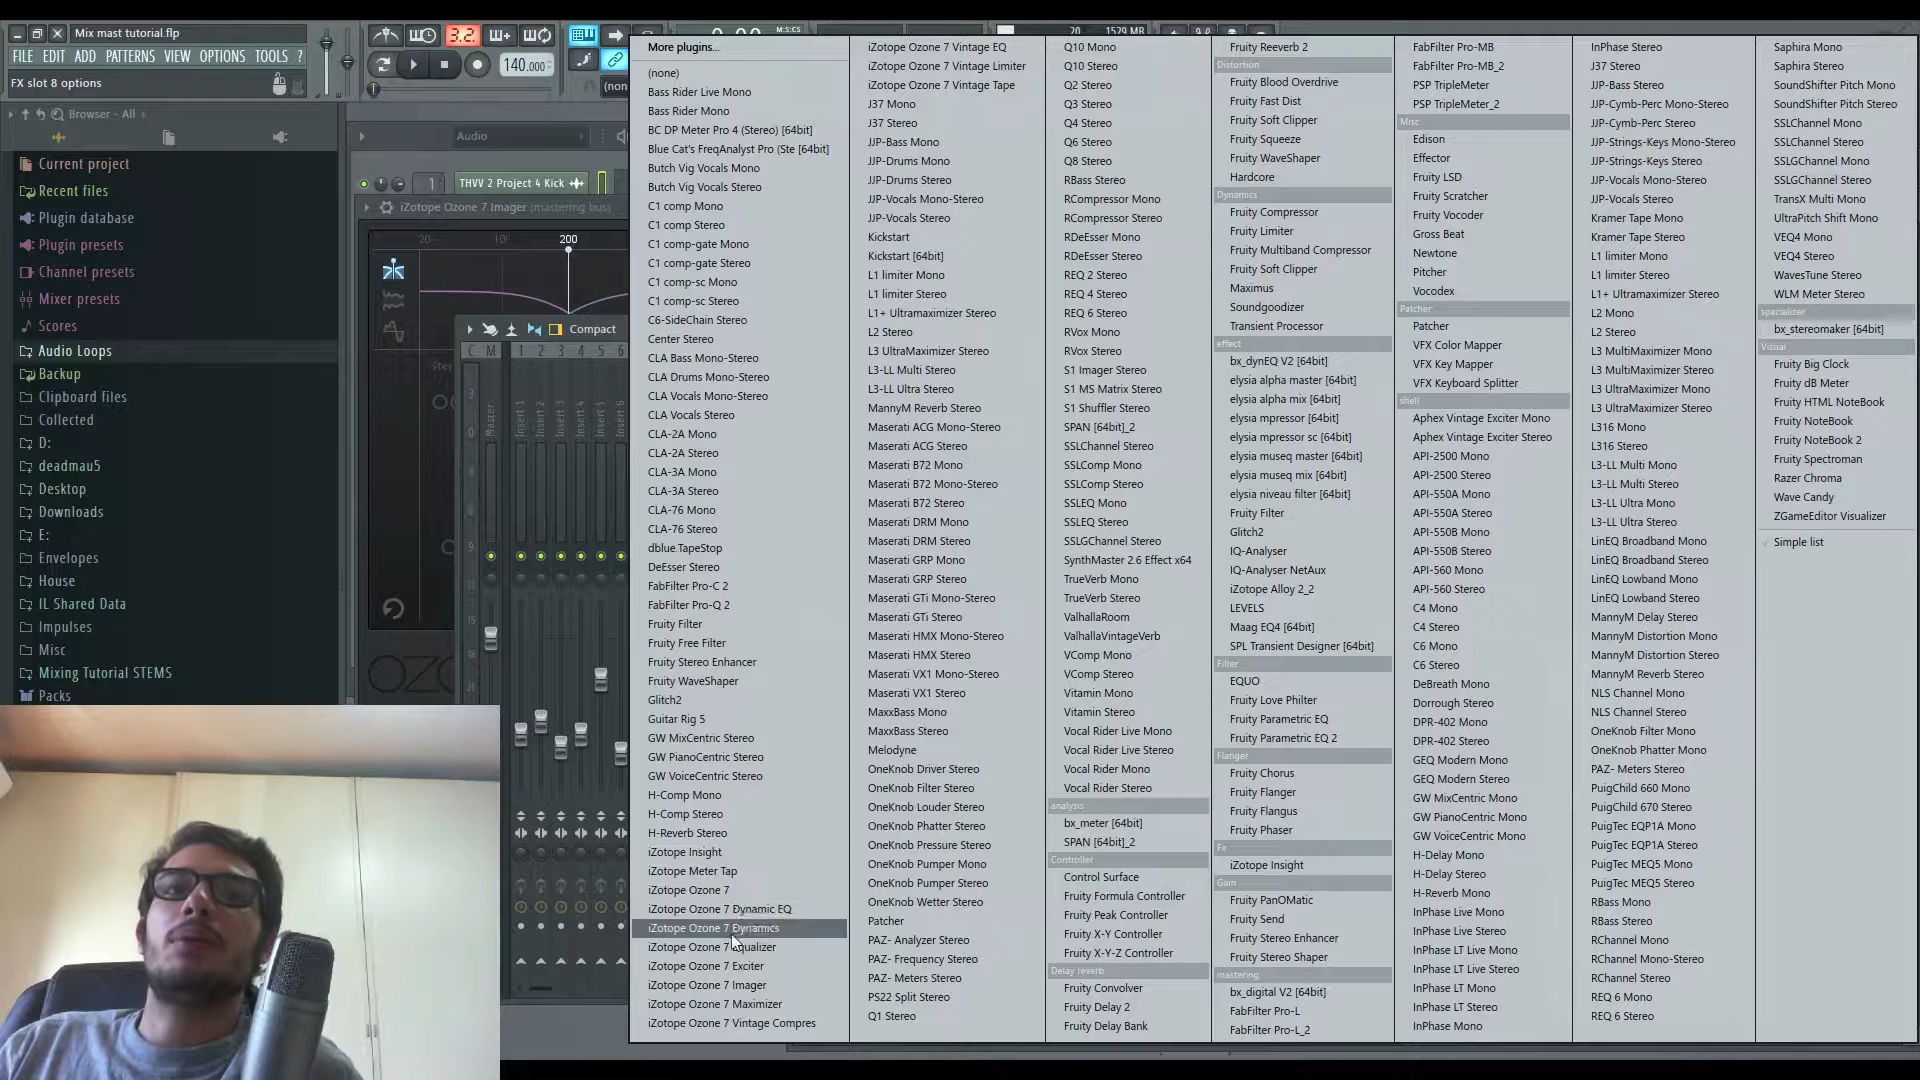 Mix mast tutorial.flp
FILE EDIT ADD PATTERNS VIEW OPTIONS TOOLS ?
FX slot 8 options
3.2.
140.000
M:S:CS
20
1529 MB
Browser - All
Current project
Recent files
Plugin database
Plugin presets
Channel presets
Mixer presets
Scores
Audio Loops
Backup
Clipboard files
Collected
D:
deadmau5
Desktop
Downloads
E:
Envelopes
House
IL Shared Data
Impulses
Misc
Mixing Tutorial STEMS
Packs
Audio
1
THVV 2 Project 4 Kick
iZotope Ozone 7 Imager (mastering bus)
20
100
200
Compact
C M 1 2 3 4 5 6
Master
Insert 1
Insert 2
Insert 3
Insert 4
Insert 5
Insert 6
More plugins...
(none)
Bass Rider Live Mono
Bass Rider Mono
BC DP Meter Pro 4 (Stereo) [64bit]
Blue Cat's FreqAnalyst Pro (Ste [64bit]
Butch Vig Vocals Mono
Butch Vig Vocals Stereo
C1 comp Mono
C1 comp Stereo
C1 comp-gate Mono
C1 comp-gate Stereo
C1 comp-sc Mono
C1 comp-sc Stereo
C6-SideChain Stereo
Center Stereo
CLA Bass Mono-Stereo
CLA Drums Mono-Stereo
CLA Vocals Mono-Stereo
CLA Vocals Stereo
CLA-2A Mono
CLA-2A Stereo
CLA-3A Mono
CLA-3A Stereo
CLA-76 Mono
CLA-76 Stereo
dblue.TapeStop
DeEsser Stereo
FabFilter Pro-C 2
FabFilter Pro-Q 2
Fruity Filter
Fruity Free Filter
Fruity Stereo Enhancer
Fruity WaveShaper
Glitch2
Guitar Rig 5
GW MixCentric Stereo
GW PianoCentric Stereo
GW VoiceCentric Stereo
H-Comp Mono
H-Comp Stereo
H-Reverb Stereo
iZotope Insight
iZotope Meter Tap
iZotope Ozone 7
iZotope Ozone 7 Dynamic EQ
iZotope Ozone 7 Dynamics
iZotope Ozone 7 Equalizer
iZotope Ozone 7 Exciter
iZotope Ozone 7 Imager
iZotope Ozone 7 Maximizer
iZotope Ozone 7 Vintage Compres
iZotope Ozone 7 Vintage EQ
iZotope Ozone 7 Vintage Limiter
iZotope Ozone 7 Vintage Tape
J37 Mono
J37 Stereo
JJP-Bass Mono
JJP-Drums Mono
JJP-Drums Stereo
JJP-Vocals Mono-Stereo
JJP-Vocals Stereo
Kickstart
Kickstart [64bit]
L1 limiter Mono
L1 limiter Stereo
L1+ Ultramaximizer Stereo
L2 Stereo
L3 UltraMaximizer Stereo
L3-LL Multi Stereo
L3-LL Ultra Stereo
MannyM Reverb Stereo
Maserati ACG Mono-Stereo
Maserati ACG Stereo
Maserati B72 Mono
Maserati B72 Mono-Stereo
Maserati B72 Stereo
Maserati DRM Mono
Maserati DRM Stereo
Maserati GRP Mono
Maserati GRP Stereo
Maserati GTi Mono-Stereo
Maserati GTi Stereo
Maserati HMX Mono-Stereo
Maserati HMX Stereo
Maserati VX1 Mono-Stereo
Maserati VX1 Stereo
MaxxBass Mono
MaxxBass Stereo
Melodyne
OneKnob Driver Stereo
OneKnob Filter Stereo
OneKnob Louder Stereo
OneKnob Phatter Stereo
OneKnob Pressure Stereo
OneKnob Pumper Mono
OneKnob Pumper Stereo
OneKnob Wetter Stereo
Patcher
PAZ- Analyzer Stereo
PAZ- Frequency Stereo
PAZ- Meters Stereo
PS22 Split Stereo
Q1 Stereo
Q10 Mono
Q10 Stereo
Q2 Stereo
Q3 Stereo
Q4 Stereo
Q6 Stereo
Q8 Stereo
RBass Stereo
RCompressor Mono
RCompressor Stereo
RDeEsser Mono
RDeEsser Stereo
REQ 2 Stereo
REQ 4 Stereo
REQ 6 Stereo
RVox Mono
RVox Stereo
S1 Imager Stereo
S1 MS Matrix Stereo
S1 Shuffler Stereo
SPAN [64bit]_2
SSLChannel Stereo
SSLComp Mono
SSLComp Stereo
SSLEQ Mono
SSLEQ Stereo
SSLGChannel Stereo
SynthMaster 2.6 Effect x64
TrueVerb Mono
TrueVerb Stereo
ValhallaRoom
ValhallaVintageVerb
VComp Mono
VComp Stereo
Vitamin Mono
Vitamin Stereo
Vocal Rider Live Mono
Vocal Rider Live Stereo
Vocal Rider Mono
Vocal Rider Stereo
analysis
bx_meter [64bit]
SPAN [64bit]_2
Controller
Control Surface
Fruity Formula Controller
Fruity Peak Controller
Fruity X-Y Controller
Fruity X-Y-Z Controller
Delay reverb
Fruity Convolver
Fruity Delay 2
Fruity Delay Bank
Fruity Reeverb 2
Distortion
Fruity Blood Overdrive
Fruity Fast Dist
Fruity Soft Clipper
Fruity Squeeze
Fruity WaveShaper
Hardcore
Dynamics
Fruity Compressor
Fruity Limiter
Fruity Multiband Compressor
Fruity Soft Clipper
Maximus
Soundgoodizer
Transient Processor
effect
bx_dynEQ V2 [64bit]
elysia alpha master [64bit]
elysia alpha mix [64bit]
elysia mpressor [64bit]
elysia mpressor sc [64bit]
elysia museq master [64bit]
elysia museq mix [64bit]
elysia niveau filter [64bit]
Fruity Filter
Glitch2
IQ-Analyser
IQ-Analyser NetAux
iZotope Alloy 2_2
LEVELS
Maag EQ4 [64bit]
SPL Transient Designer [64bit]
Filter
EQUO
Fruity Love Philter
Fruity Parametric EQ
Fruity Parametric EQ 2
Flanger
Fruity Chorus
Fruity Flanger
Fruity Flangus
Fruity Phaser
Fx
iZotope Insight
Gain
Fruity PanOMatic
Fruity Send
Fruity Stereo Enhancer
Fruity Stereo Shaper
mastering
bx_digital V2 [64bit]
FabFilter Pro-L
FabFilter Pro-L_2
FabFilter Pro-MB
FabFilter Pro-MB_2
PSP TripleMeter
PSP TripleMeter_2
Misc
Edison
Effector
Fruity LSD
Fruity Scratcher
Fruity Vocoder
Gross Beat
Newtone
Pitcher
Vocodex
Patcher
Patcher
VFX Color Mapper
VFX Key Mapper
VFX Keyboard Splitter
shell
Aphex Vintage Exciter Mono
Aphex Vintage Exciter Stereo
API-2500 Mono
API-2500 Stereo
API-550A Mono
API-550A Stereo
API-550B Mono
API-550B Stereo
API-560 Mono
API-560 Stereo
C4 Mono
C4 Stereo
C6 Mono
C6 Stereo
DeBreath Mono
Dorrough Stereo
DPR-402 Mono
DPR-402 Stereo
GEQ Modern Mono
GEQ Modern Stereo
GW MixCentric Mono
GW PianoCentric Mono
GW VoiceCentric Mono
H-Delay Mono
H-Delay Stereo
H-Reverb Mono
InPhase Live Mono
InPhase Live Stereo
InPhase LT Live Mono
InPhase LT Live Stereo
InPhase LT Mono
InPhase LT Stereo
InPhase Mono
InPhase Stereo
J37 Stereo
JJP-Bass Stereo
JJP-Cymb-Perc Mono-Stereo
JJP-Cymb-Perc Stereo
JJP-Strings-Keys Mono-Stereo
JJP-Strings-Keys Stereo
JJP-Vocals Mono-Stereo
JJP-Vocals Stereo
Kramer Tape Mono
Kramer Tape Stereo
L1 limiter Mono
L1 limiter Stereo
L1+ Ultramaximizer Stereo
L2 Mono
L2 Stereo
L3 MultiMaximizer Mono
L3 MultiMaximizer Stereo
L3 UltraMaximizer Mono
L3 UltraMaximizer Stereo
L316 Mono
L316 Stereo
L3-LL Multi Mono
L3-LL Multi Stereo
L3-LL Ultra Mono
L3-LL Ultra Stereo
LinEQ Broadband Mono
LinEQ Broadband Stereo
LinEQ Lowband Mono
LinEQ Lowband Stereo
MannyM Delay Stereo
MannyM Distortion Mono
MannyM Distortion Stereo
MannyM Reverb Stereo
NLS Channel Mono
NLS Channel Stereo
OneKnob Filter Mono
OneKnob Phatter Mono
PAZ- Meters Stereo
PuigChild 660 Mono
PuigChild 670 Stereo
PuigTec EQP1A Mono
PuigTec EQP1A Stereo
PuigTec MEQ5 Mono
PuigTec MEQ5 Stereo
RBass Mono
RBass Stereo
RChannel Mono
RChannel Mono-Stereo
RChannel Stereo
REQ 6 Mono
REQ 6 Stereo
Saphira Mono
Saphira Stereo
SoundShifter Pitch Mono
SoundShifter Pitch Stereo
SSLChannel Mono
SSLChannel Stereo
SSLGChannel Mono
SSLGChannel Stereo
TransX Multi Mono
UltraPitch Shift Mono
VEQ4 Mono
VEQ4 Stereo
WavesTune Stereo
WLM Meter Stereo
specializer
bx_stereomaker [64bit]
Visual
Fruity Big Clock
Fruity dB Meter
Fruity HTML NoteBook
Fruity NoteBook
Fruity NoteBook 2
Fruity Spectroman
Razer Chroma
Wave Candy
ZGameEditor Visualizer
Simple list